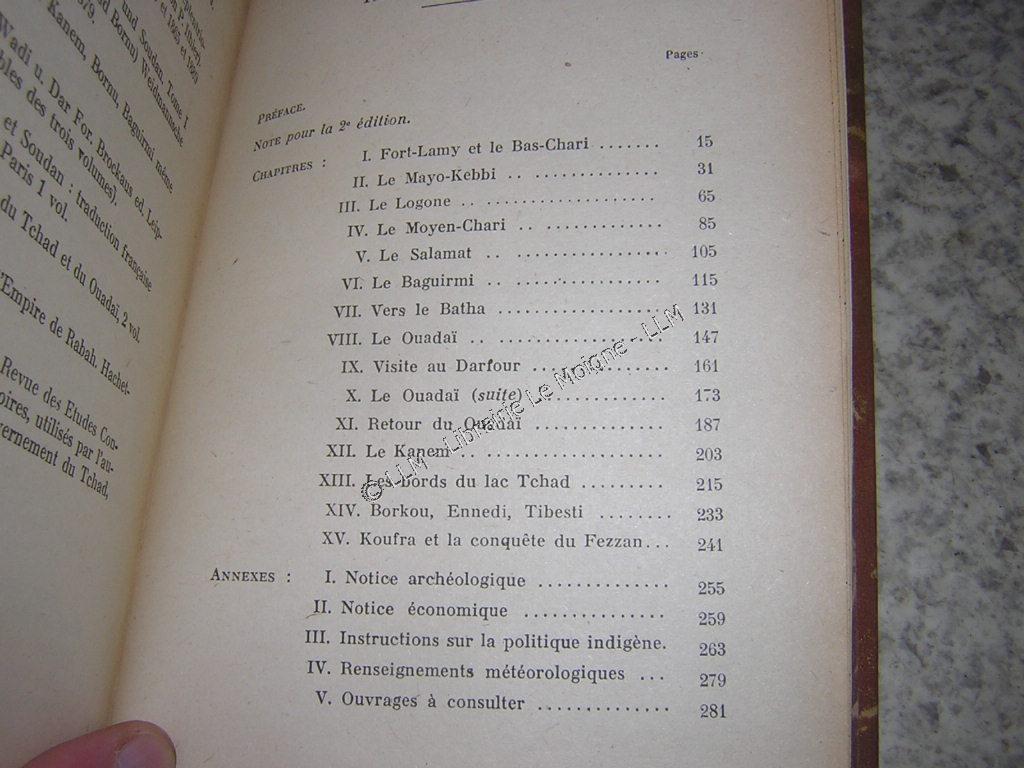 1865 et 1869
1879.
und Soudan, Tome I
Bornu) Weidmannsche
Kanem, Bornu, Baguirmi même
Wadi u. Dar For. Brockaus ed, Leip-
bles des trois volumes).
et Soudan : traduction française
Paris 1 vol.
du Tchad et du Ouadaï, 2 vol.
l'Empire de Rabah. Hachet-
Revue des Etudes Con-
oires, utilisés par l'au-
vernement du Tchad,
Pages
PRÉFACE.
NOTE pour la 2e édition.
CHAPITRES : I. Fort-Lamy et le Bas-Chari ....... 15
II. Le Mayo-Kebbi .. .............. 31
III. Le Logone .. .................... 65
IV. Le Moyen-Chari .. ............. 85
V. Le Salamat .. .................. 105
VI. Le Baguirmi .. ................ 115
VII. Vers le Batha .................. 131
VIII. Le Ouadaï .. .................. 147
IX. Visite au Darfour .............. 161
X. Le Ouadaï (suite) .............. 173
XI. Retour du Ouadaï .............. 187
XII. Le Kanem .. ................... 203
XIII. Les bords du lac Tchad ......... 215
XIV. Borkou, Ennedi, Tibesti ........ 233
XV. Koufra et la conquête du Fezzan... 241
ANNEXES : I. Notice archéologique ............. 255
II. Notice économique .............. 259
III. Instructions sur la politique indigène. 263
IV. Renseignements météorologiques ... 279
V. Ouvrages à consulter ............. 281
© LLM - Librairie Le Moigne - LLM